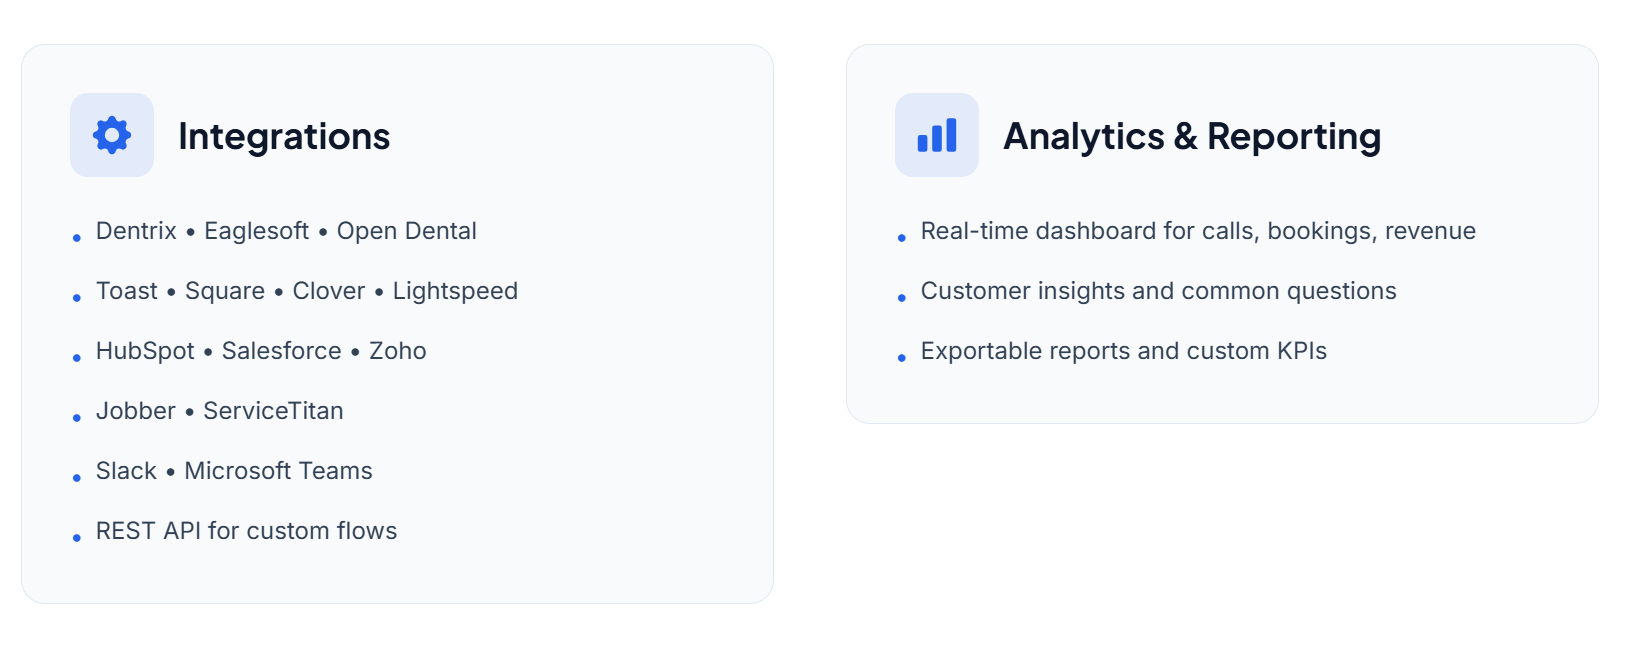 Integrations
• Dentrix • Eaglesoft • Open Dental
• Toast • Square • Clover • Lightspeed
• HubSpot • Salesforce • Zoho
• Jobber • ServiceTitan
• Slack • Microsoft Teams
• REST API for custom flows
Analytics & Reporting
• Real-time dashboard for calls, bookings, revenue
• Customer insights and common questions
• Exportable reports and custom KPIs